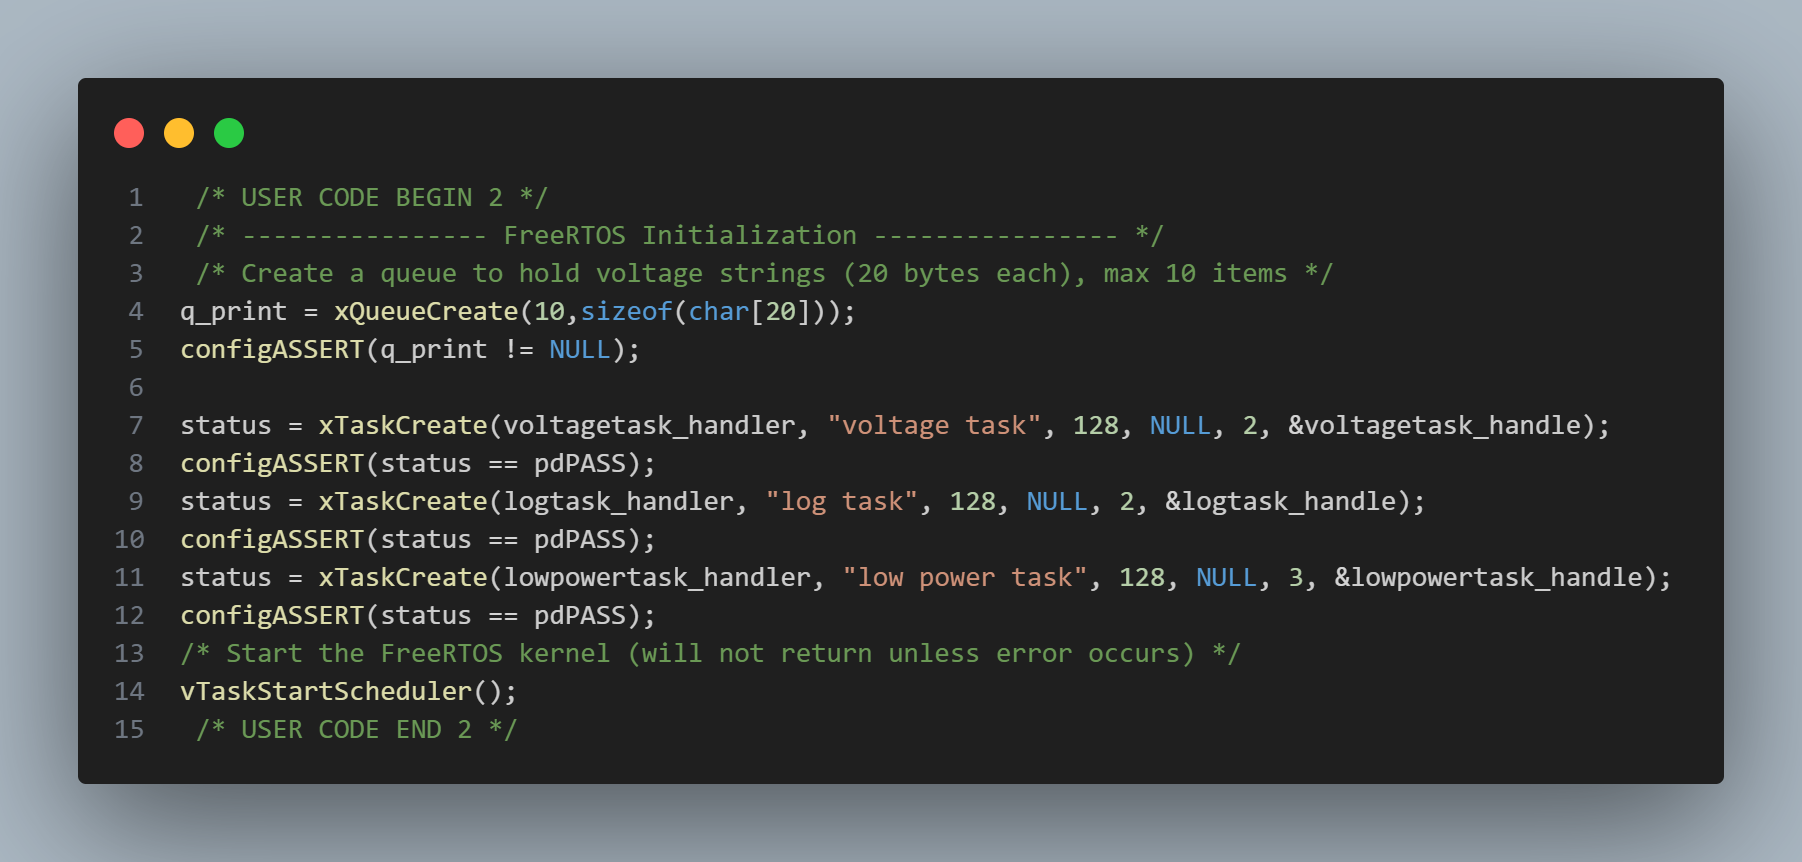 1 /* USER CODE BEGIN 2 */
2 /* ---------------- FreeRTOS Initialization ---------------- */
3 /* Create a queue to hold voltage strings (20 bytes each), max 10 items */
4 q_print = xQueueCreate(10,sizeof(char[20]));
5 configASSERT(q_print != NULL);
6
7 status = xTaskCreate(voltagetask_handler, "voltage task", 128, NULL, 2, &voltagetask_handle);
8 configASSERT(status == pdPASS);
9 status = xTaskCreate(logtask_handler, "log task", 128, NULL, 2, &logtask_handle);
10 configASSERT(status == pdPASS);
11 status = xTaskCreate(lowpowertask_handler, "low power task", 128, NULL, 3, &lowpowertask_handle);
12 configASSERT(status == pdPASS);
13 /* Start the FreeRTOS kernel (will not return unless error occurs) */
14 vTaskStartScheduler();
15 /* USER CODE END 2 */